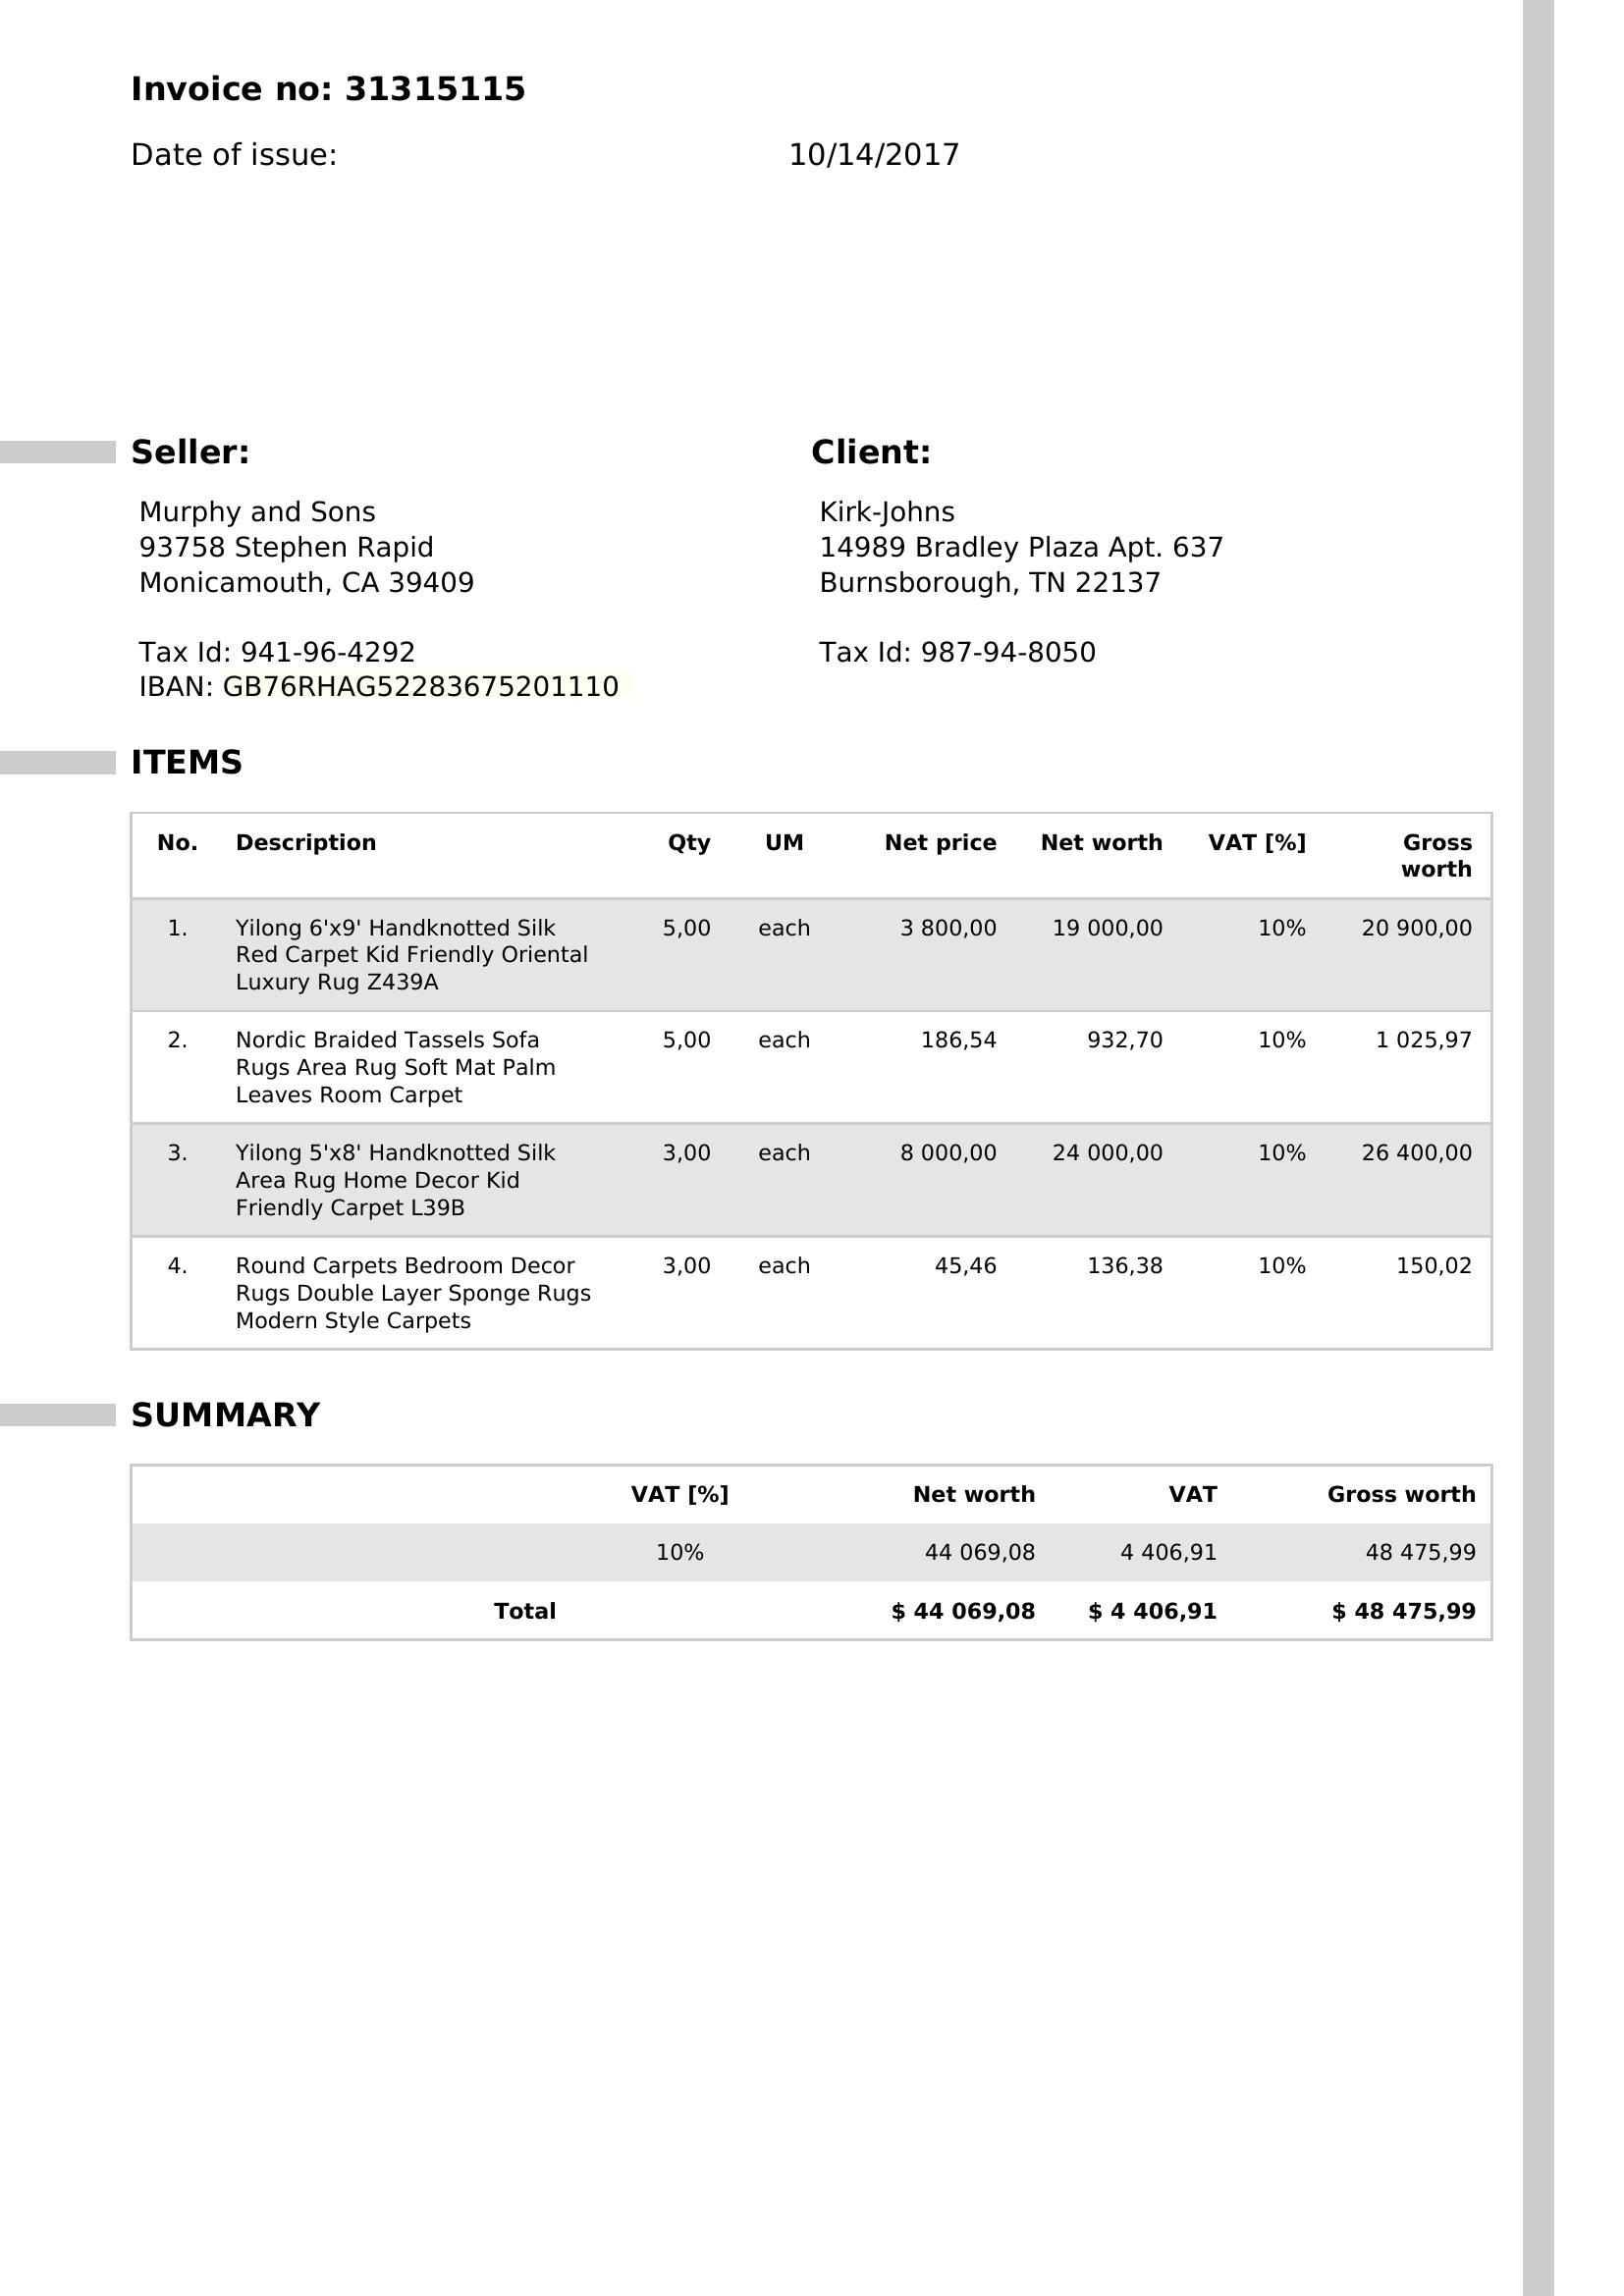 Invoice no: 31315115
Date of issue: 10/14/2017
Seller: Client:
Murphy and Sons Kirk-Johns
93758 Stephen Rapid 14989 Bradley Plaza Apt. 637
Monicamouth, CA 39409 Burnsborough, TN 22137
Tax Id: 941-96-4292 Tax Id: 987-94-8050
IBAN: GB76RHAG52283675201110
ITEMS
No. Description Qty UM Net price Net worth VAT [%] Gross
worth
1. Yilong 6'x9' Handknotted Silk 5,00 each 3 800,00 19 000,00 10% 20 900,00
Red Carpet Kid Friendly Oriental
Luxury Rug Z439A
2. Nordic Braided Tassels Sofa 5,00 each 186,54 932,70 10% 1 025,97
Rugs Area Rug Soft Mat Palm
Leaves Room Carpet
3. Yilong 5'x8' Handknotted Silk 3,00 each 8 000,00 24 000,00 10% 26 400,00
Area Rug Home Decor Kid
Friendly Carpet L39B
4. Round Carpets Bedroom Decor 3,00 each 45,46 136,38 10% 150,02
Rugs Double Layer Sponge Rugs
Modern Style Carpets
SUMMARY
VAT [%] Net worth VAT Gross worth
10% 44 069,08 4 406,91 48 475,99
Total $ 44 069,08 $ 4 406,91 $ 48 475,99